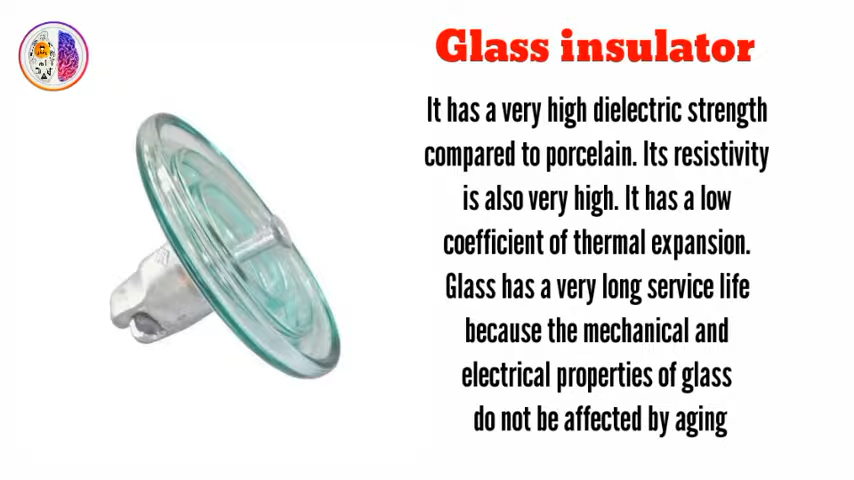 Glass insulator
It has a very high dielectric strength
compared to porcelain. Its resistivity
is also very high. It has a low
coefficient of thermal expansion.
Glass has a very long service life
because the mechanical and
electrical properties of glass
do not be affected by aging